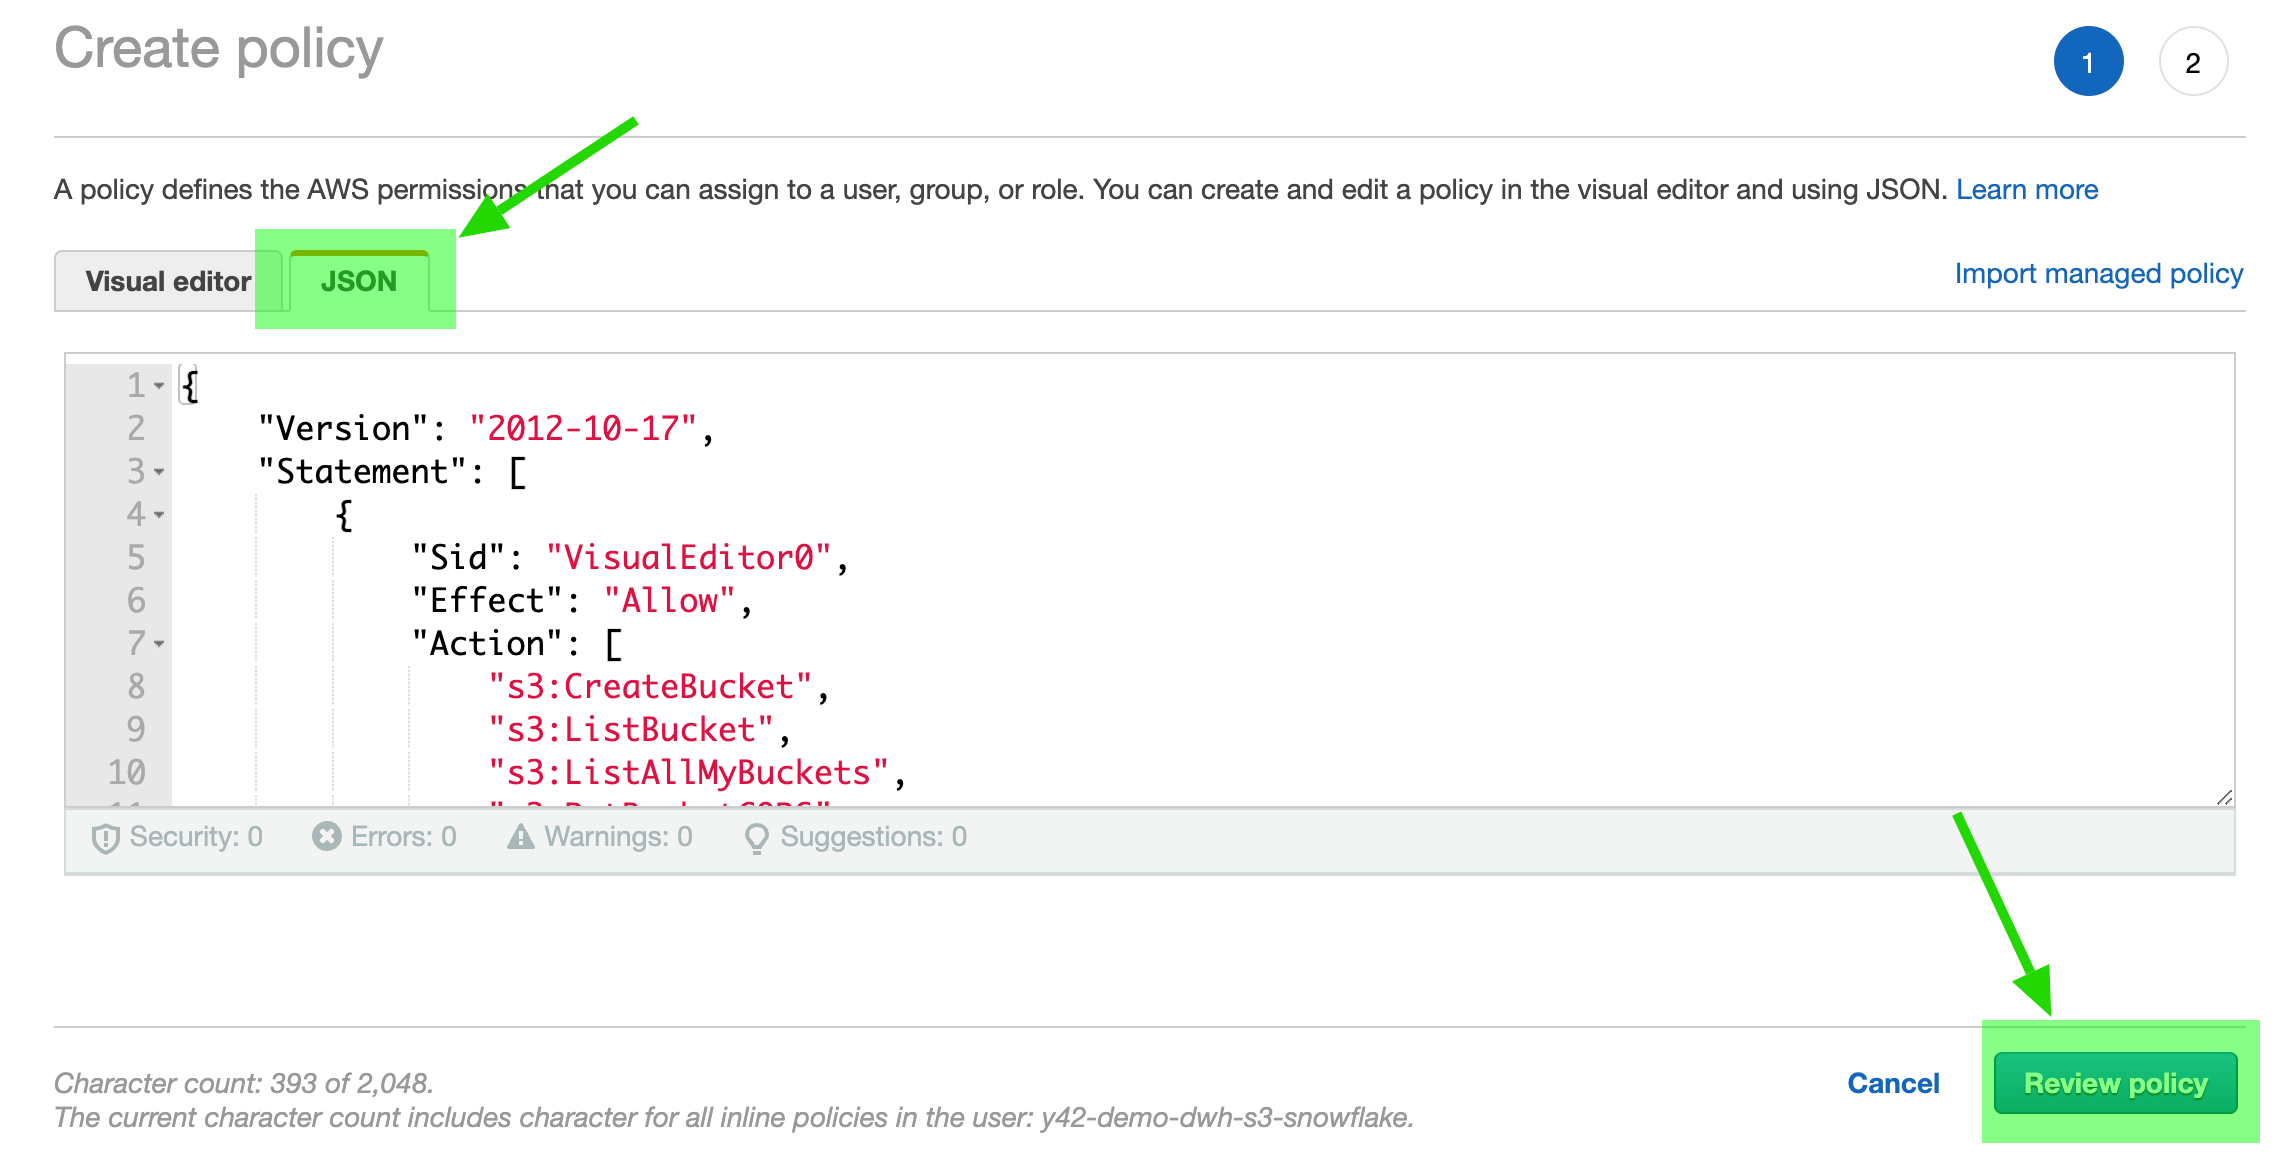 Create policy
1 2
A policy defines the AWS permissions that you can assign to a user, group, or role. You can create and edit a policy in the visual editor and using JSON. Learn more
Visual editor JSON Import managed policy
1 {
2 "Version": "2012-10-17",
3 "Statement": [
4 {
5 "Sid": "VisualEditor0",
6 "Effect": "Allow",
7 "Action": [
8 "s3:CreateBucket",
9 "s3:ListBucket",
10 "s3:ListAllMyBuckets",
11
Security: 0 Errors: 0 Warnings: 0 Suggestions: 0
Character count: 393 of 2,048.
The current character count includes character for all inline policies in the user: y42-demo-dwh-s3-snowflake.
Cancel Review policy